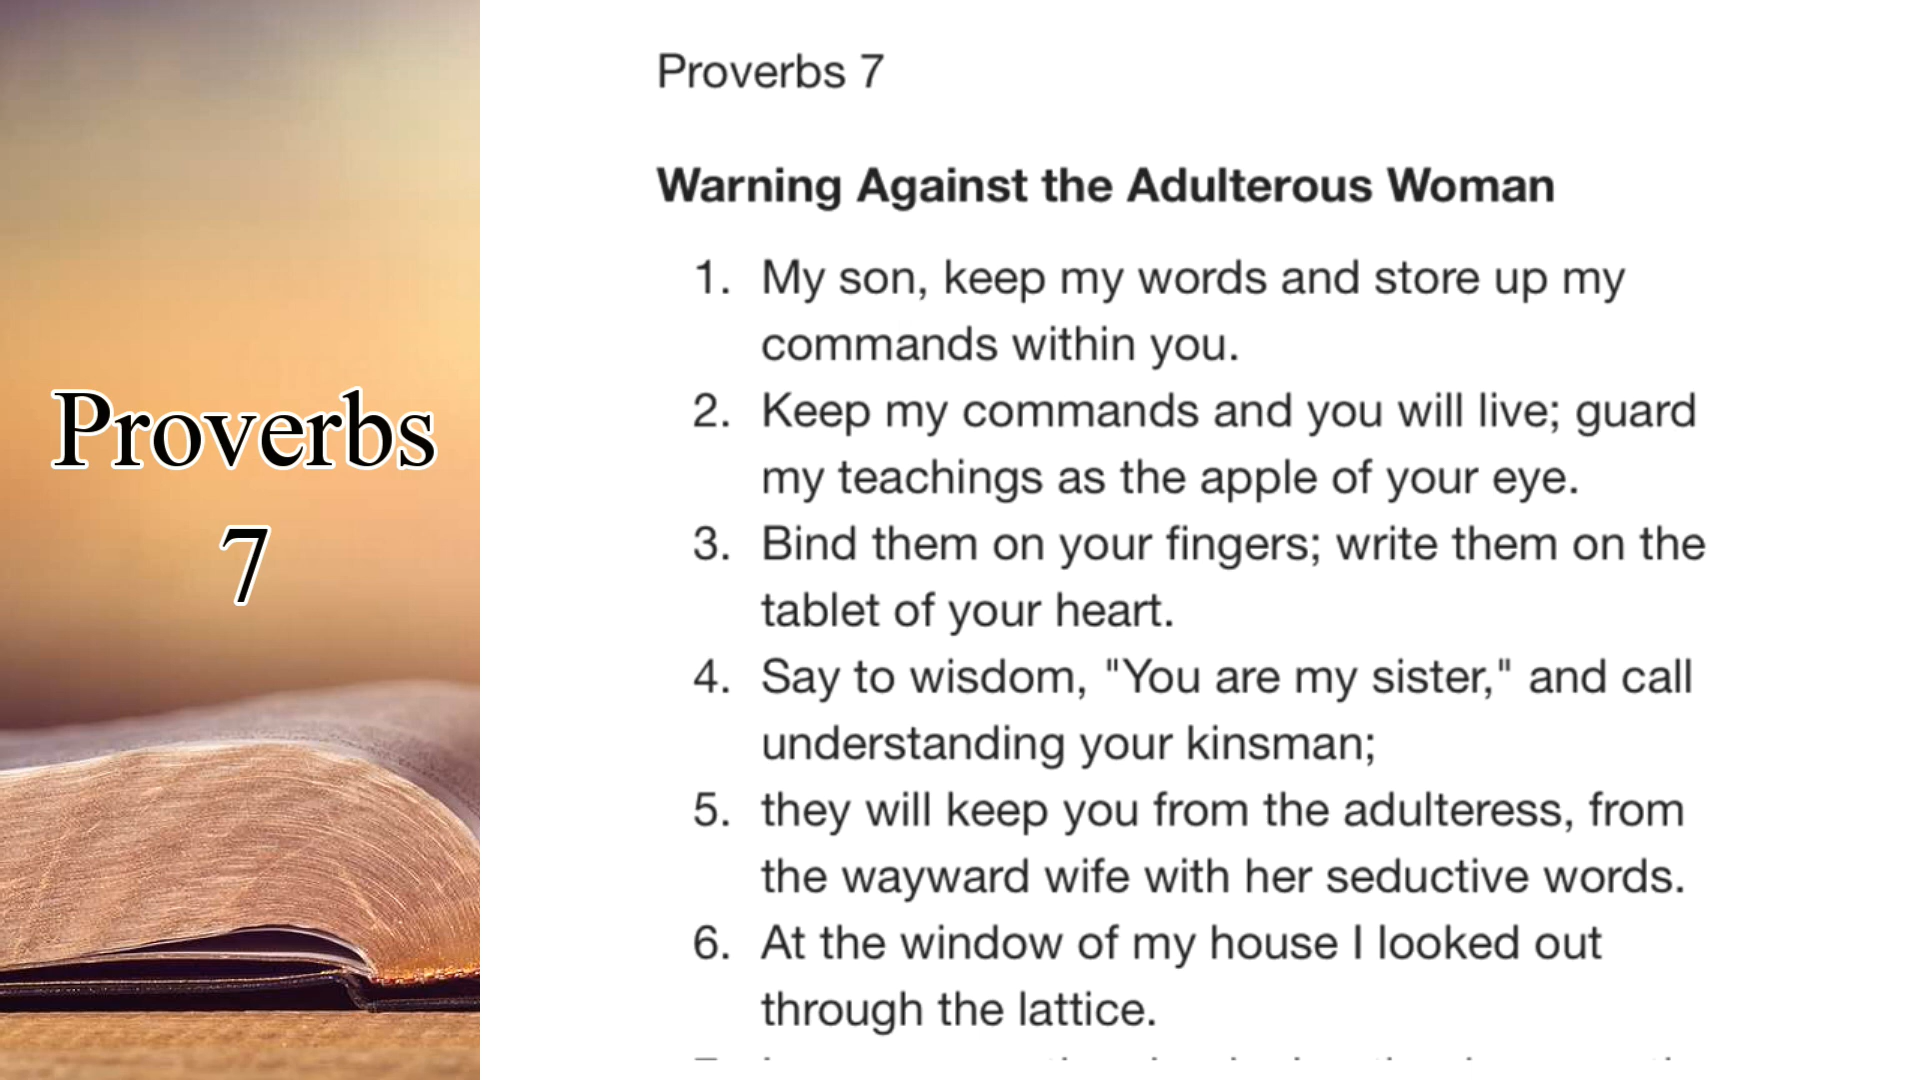 Proverbs
7
Proverbs 7
Warning Against the Adulterous Woman
1. My son, keep my words and store up my
commands within you.
2. Keep my commands and you will live; guard
my teachings as the apple of your eye.
3. Bind them on your fingers; write them on the
tablet of your heart.
4. Say to wisdom, "You are my sister," and call
understanding your kinsman;
5. they will keep you from the adulteress, from
the wayward wife with her seductive words.
6. At the window of my house I looked out
through the lattice.